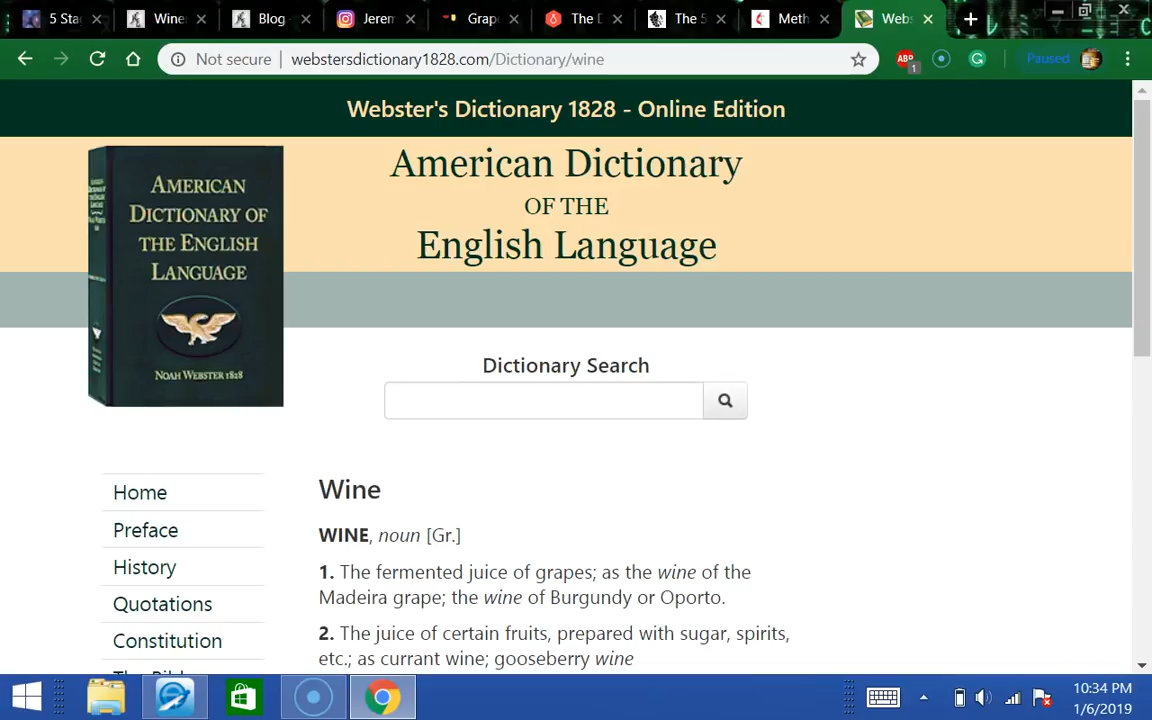 5 Sta
Wine
Blog
Jerem
Grap
The D
The 5
Meth
Webs
Not secure
webstersdictionary1828.com/Dictionary/wine
ABP
1
G
Paused
Webster's Dictionary 1828 - Online Edition
AMERICAN
DICTIONARY OF
THE ENGLISH
LANGUAGE
NOAH WEBSTER 1828
American Dictionary
OF THE
English Language
Dictionary Search
Home
Preface
History
Quotations
Constitution
Wine
WINE, noun [Gr.]
1. The fermented juice of grapes; as the wine of the
Madeira grape; the wine of Burgundy or Oporto.
2. The juice of certain fruits, prepared with sugar, spirits,
etc.; as currant wine; gooseberry wine
10:34 PM
1/6/2019